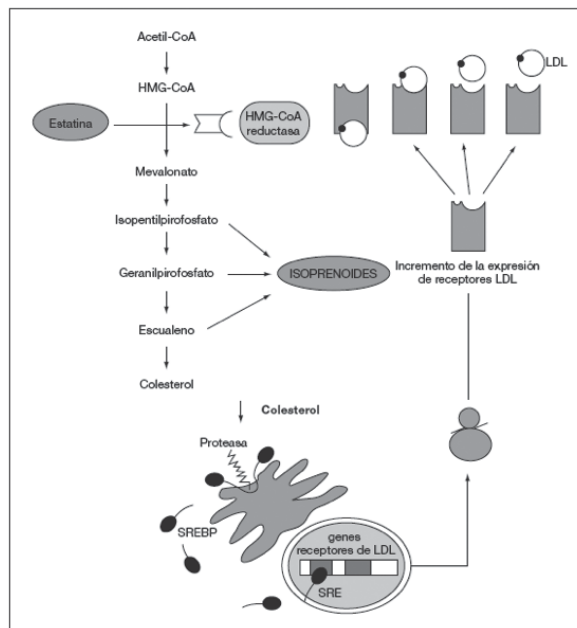 Acetil-CoA
HMG-CoA
Estatina
HMG-CoA
reductasa
LDL
Mevalonato
Isopentilpirofosfato
Geranilpirofosfato
ISOPRENOIDES
Incremento de la expresión
de receptores LDL
Escualeno
Colesterol
Colesterol
Proteasa
SREBP
genes
receptores de LDL
SRE